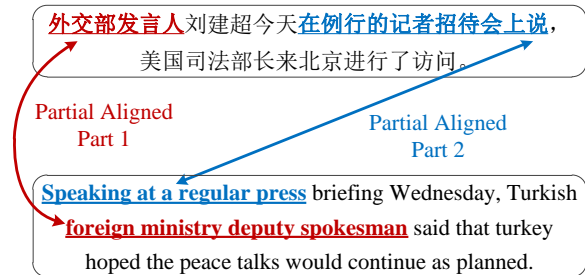 外交部发言人刘建超今天在例行的记者招待会上说，
美国司法部长来北京进行了访问。
Partial Aligned
Part 1
Partial Aligned
Part 2
Speaking at a regular press briefing Wednesday, Turkish
foreign ministry deputy spokesman said that turkey
hoped the peace talks would continue as planned.